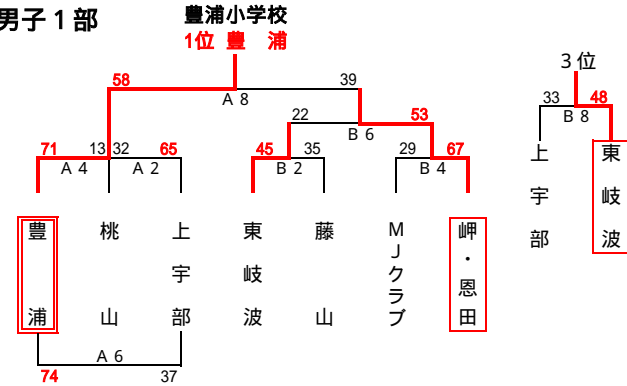 男子１部
豊浦小学校
1位 豊 浦
58
39
A 8
22
53
B 6
71
13
32
65
A 4
A 2
45
35
B 2
29
67
B 4
豊浦
桃山
上宇部
東岐波
藤山
MJクラブ
岬・恩田
A 6
74
37
３位
33
48
B 8
上宇部
東岐波